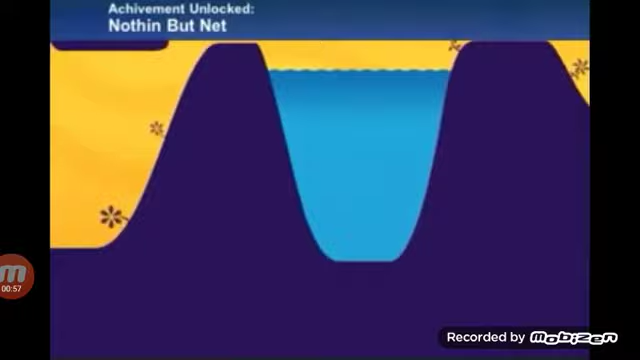 Achivement Unlocked:
Nothin But Net
00:57
Recorded by Mobizen